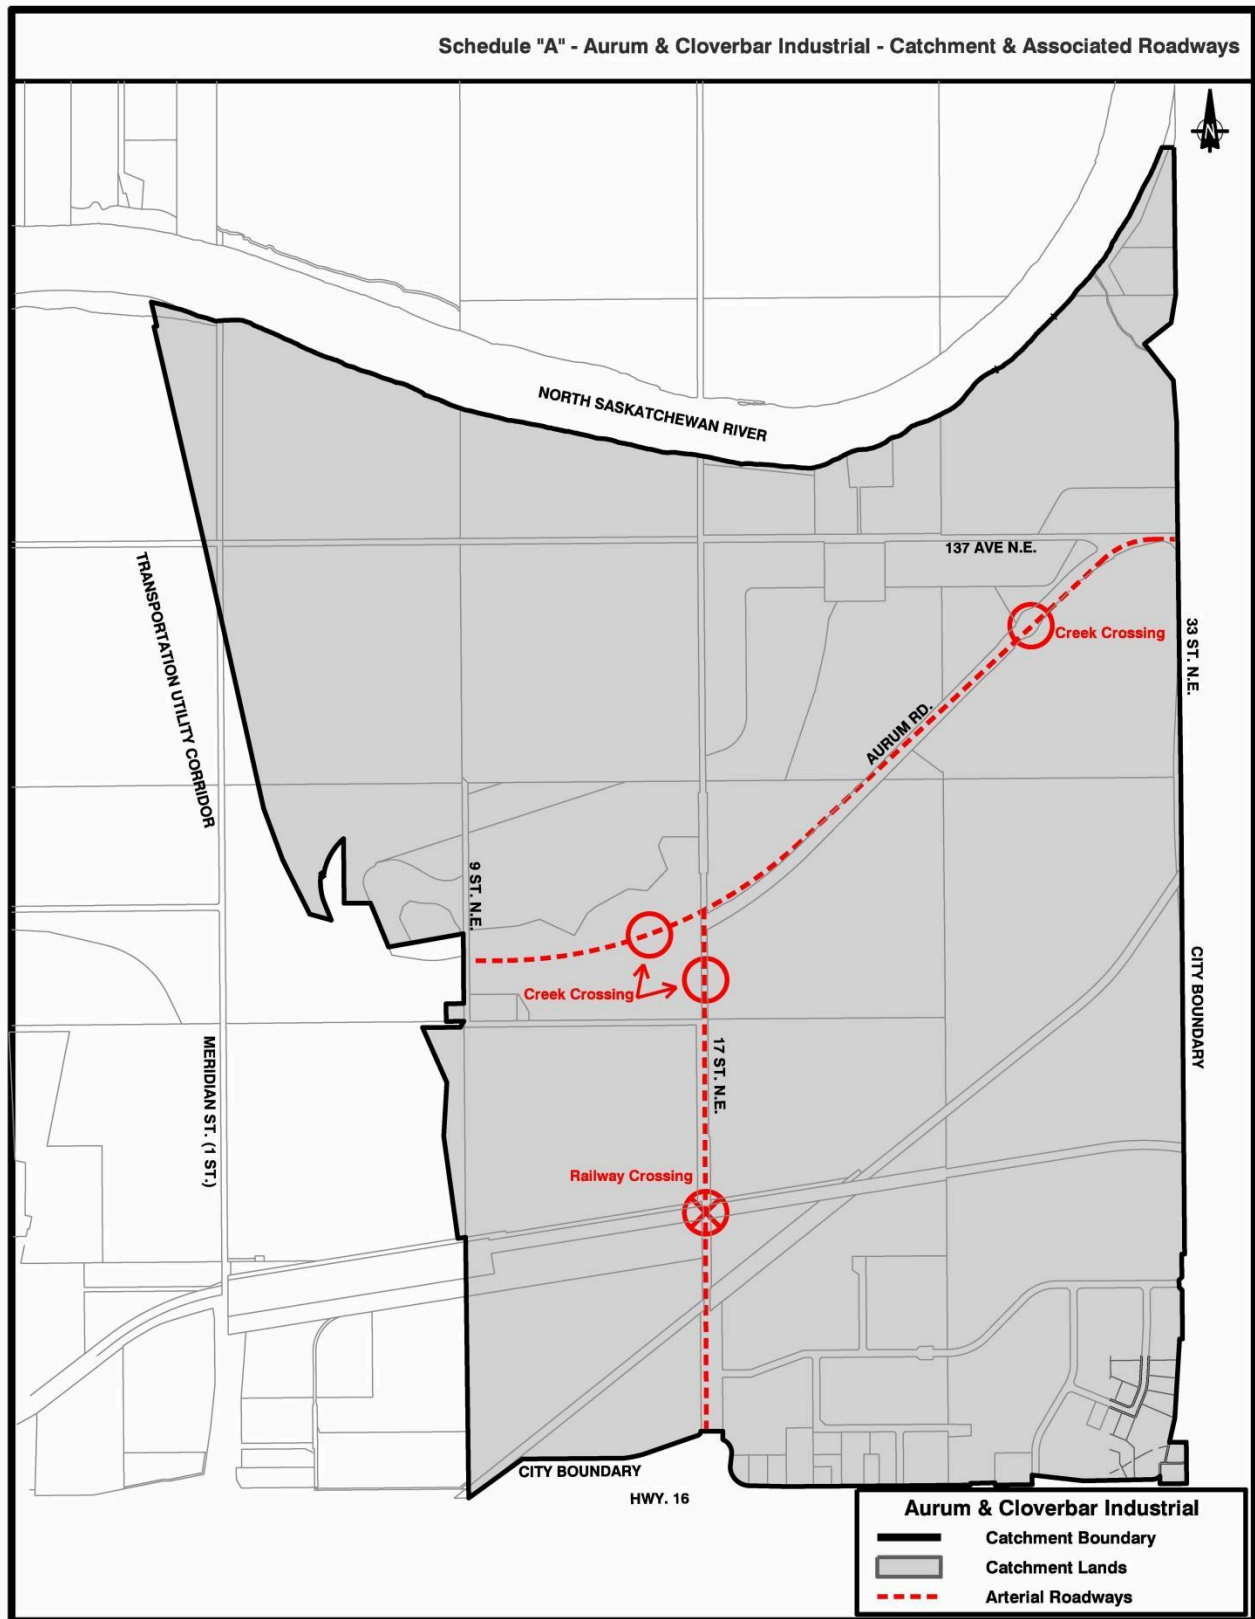 Schedule "A" - Aurum & Cloverbar Industrial - Catchment & Associated Roadways
N
NORTH SASKATCHEWAN RIVER
137 AVE N.E.
TRANSPORTATION UTILITY CORRIDOR
Creek Crossing
33 ST. N.E.
AURUM RD.
9 ST. N.E.
Creek Crossing
CITY BOUNDARY
MERIDIAN ST. (1 ST.)
17 ST. N.E.
Railway Crossing
CITY BOUNDARY
HWY. 16
Aurum & Cloverbar Industrial
Catchment Boundary
Catchment Lands
Arterial Roadways